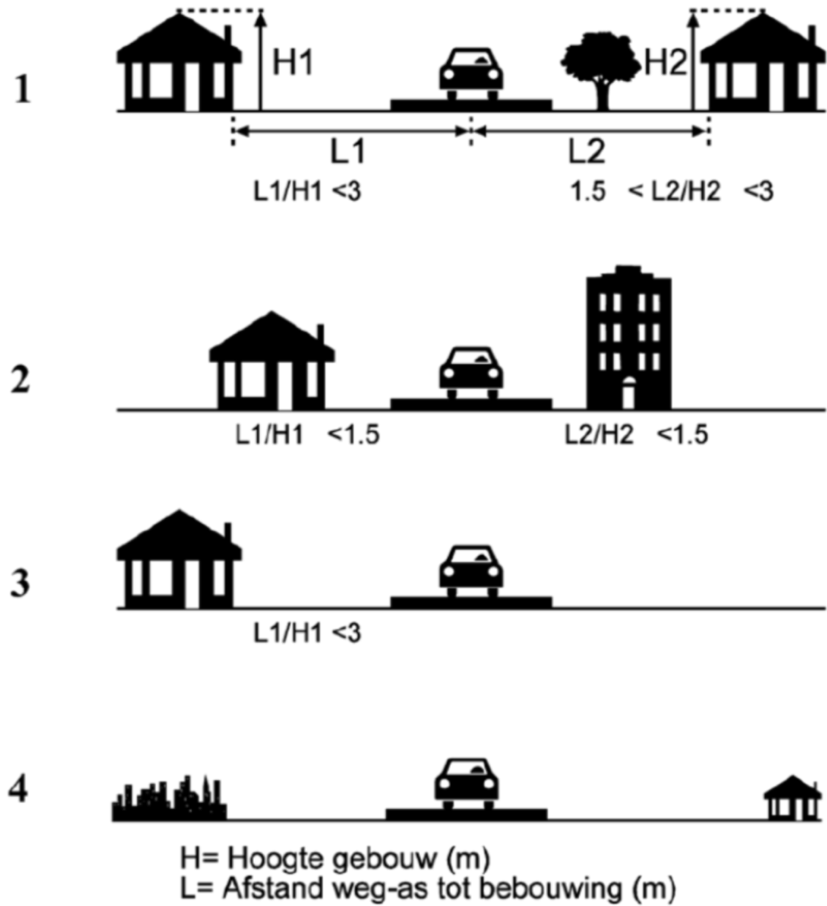 1 H1 H2
L1 L2
L1/H1 <3 1.5 < L2/H2 <3
2
L1/H1 <1.5 L2/H2 <1.5
3
L1/H1 <3
4
H= Hoogte gebouw (m)
L= Afstand weg-as tot bebouwing (m)